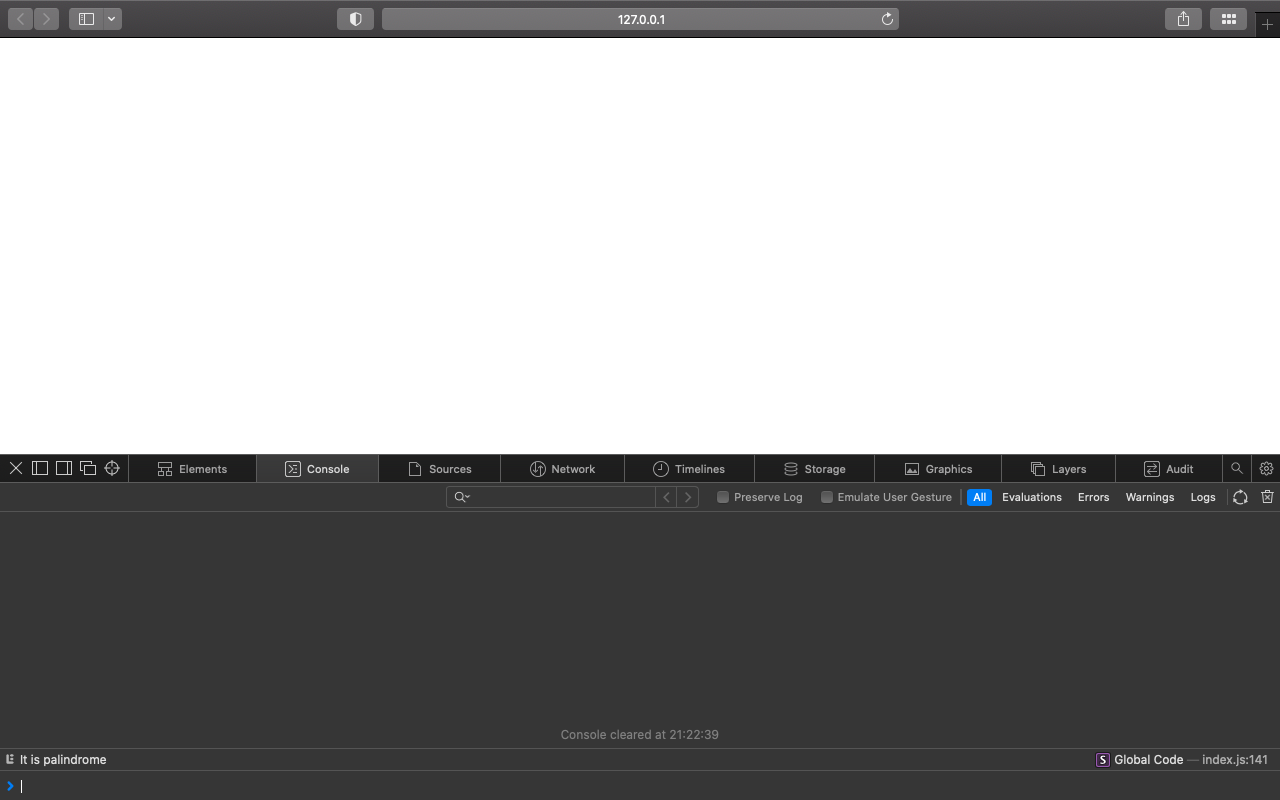 127.0.0.1
Elements Console Sources Network Timelines Storage Graphics Layers Audit
Preserve Log Emulate User Gesture All Evaluations Errors Warnings Logs
Console cleared at 21:22:39
It is palindrome S Global Code — index.js:141